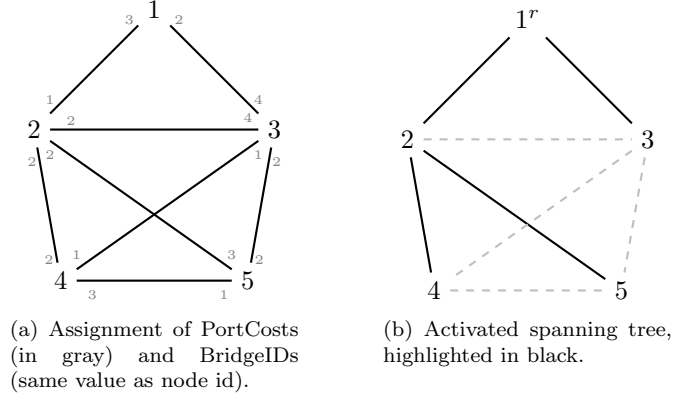 1
3 2
1 4
2 2 4 3
2 2 1 2
2 1 3 2
4 5
3 1
(a) Assignment of PortCosts
(in gray) and BridgeIDs
(same value as node id).
1r
2 3
4 5
(b) Activated spanning tree,
highlighted in black.